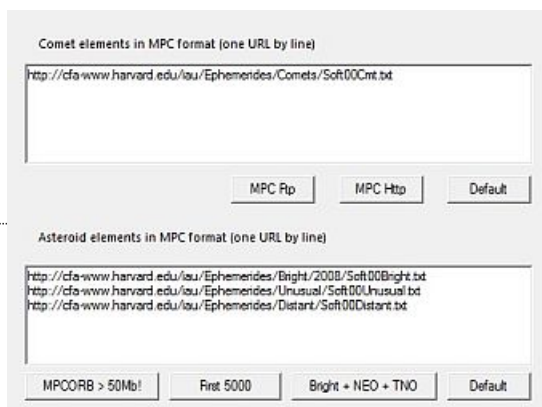 Comet elements in MPC format (one URL by line)
http://cfa-www.harvard.edu/iau/Ephemerides/Comets/Soft00Cmt.txt
MPC Ftp MPC Http Default
Asteroid elements in MPC format (one URL by line)
http://cfa-www.harvard.edu/iau/Ephemerides/Bright/2008/Soft00Bright.txt
http://cfa-www.harvard.edu/iau/Ephemerides/Unusual/Soft00Unusual.txt
http://cfa-www.harvard.edu/iau/Ephemerides/Distant/Soft00Distant.txt
MPCORB > 50Mb! First 5000 Bright + NEO + TNO Default